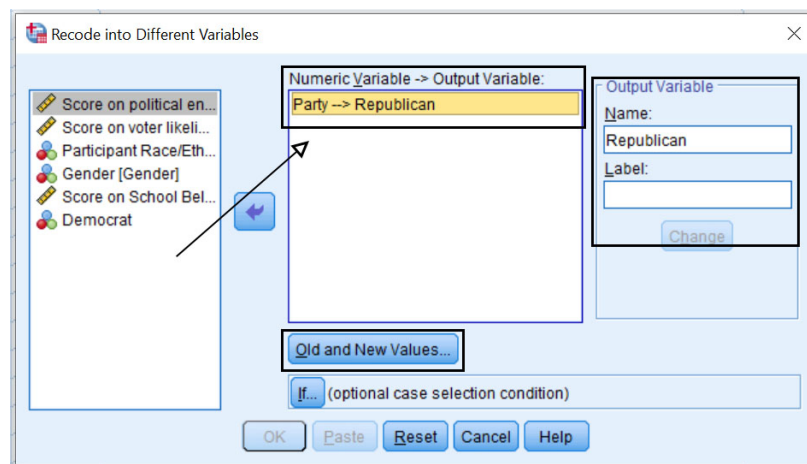 Recode into Different Variables
Score on political en...
Score on voter likeli...
Participant Race/Eth...
Gender [Gender]
Score on School Bel...
Democrat
Numeric Variable -> Output Variable:
Party --> Republican
Old and New Values...
If... (optional case selection condition)
Output Variable
Name:
Republican
Label:
Change
OK Paste Reset Cancel Help